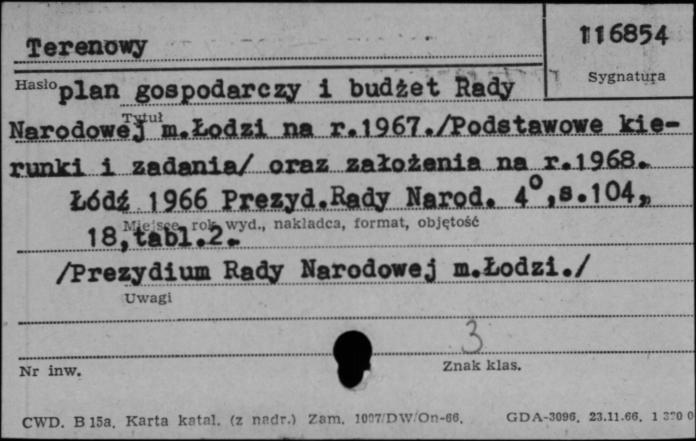 Terenowy
116854
Hasło
Sygnatura
plan gospodarczy i budżet Rady
Tytuł
Narodowej m.Łodzi na r.1967./Podstawowe kie-
runki i zadania/ oraz założenia na r.1968.
Łódź 1966 Prezyd.Rady Narod. 4°,s.104,
Miejsce, rok wyd., nakładca, format, objętość
18,tabl.2.
/Prezydium Rady Narodowej m.Łodzi./
Uwagi
3
Nr inw.
Znak klas.
CWD. B 15a. Karta katal. (z nadr.) Zam. 1097/DW/On-66. GDA-3096. 23.11.66.